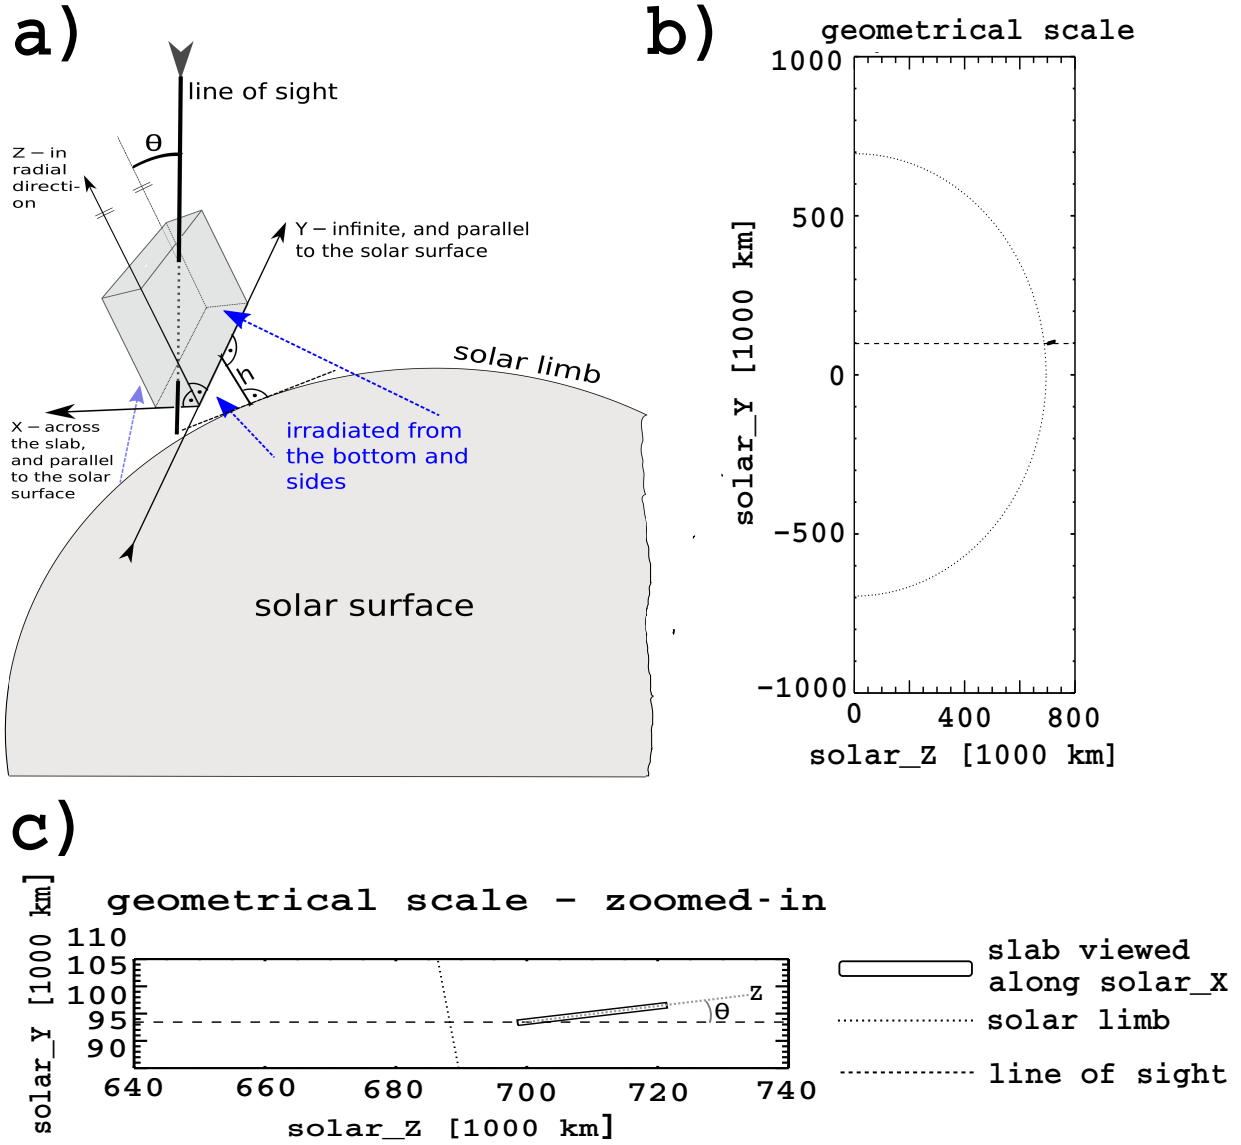 a)
line of sight
θ
Z – in
radial
directi-
on
Y – infinite, and parallel
to the solar surface
solar limb
h
X – across
the slab,
and parallel
to the solar
surface
irradiated from
the bottom and
sides
solar surface
b)
geometrical scale
1000
500
0
-500
-1000
solar_Y [1000 km]
0
400
800
solar_Z [1000 km]
c)
geometrical scale – zoomed-in
solar_Y [1000 km]
110
105
100
95
90
z
θ
640
660
680
700
720
740
solar_Z [1000 km]
slab viewed
along solar_X
solar limb
line of sight